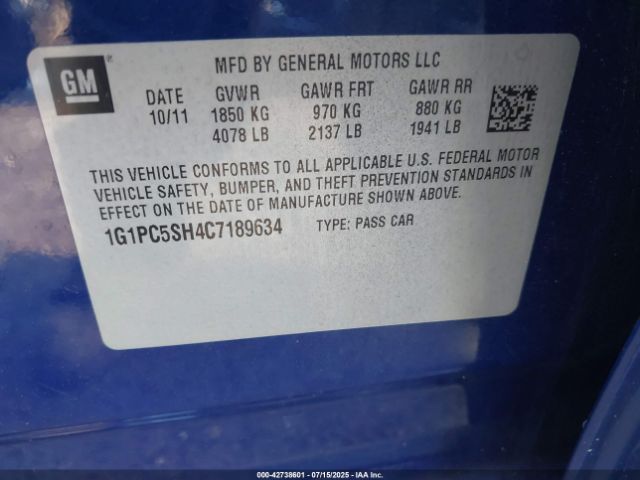 GM
MFD BY GENERAL MOTORS LLC
DATE GVWR GAWR FRT GAWR RR
10/11 1850 KG 970 KG 880 KG
4078 LB 2137 LB 1941 LB
THIS VEHICLE CONFORMS TO ALL APPLICABLE U.S. FEDERAL MOTOR
VEHICLE SAFETY, BUMPER, AND THEFT PREVENTION STANDARDS IN
EFFECT ON THE DATE OF MANUFACTURE SHOWN ABOVE.
1G1PC5SH4C7189634 TYPE: PASS CAR
000-42738601 - 07/15/2025 - IAA Inc.